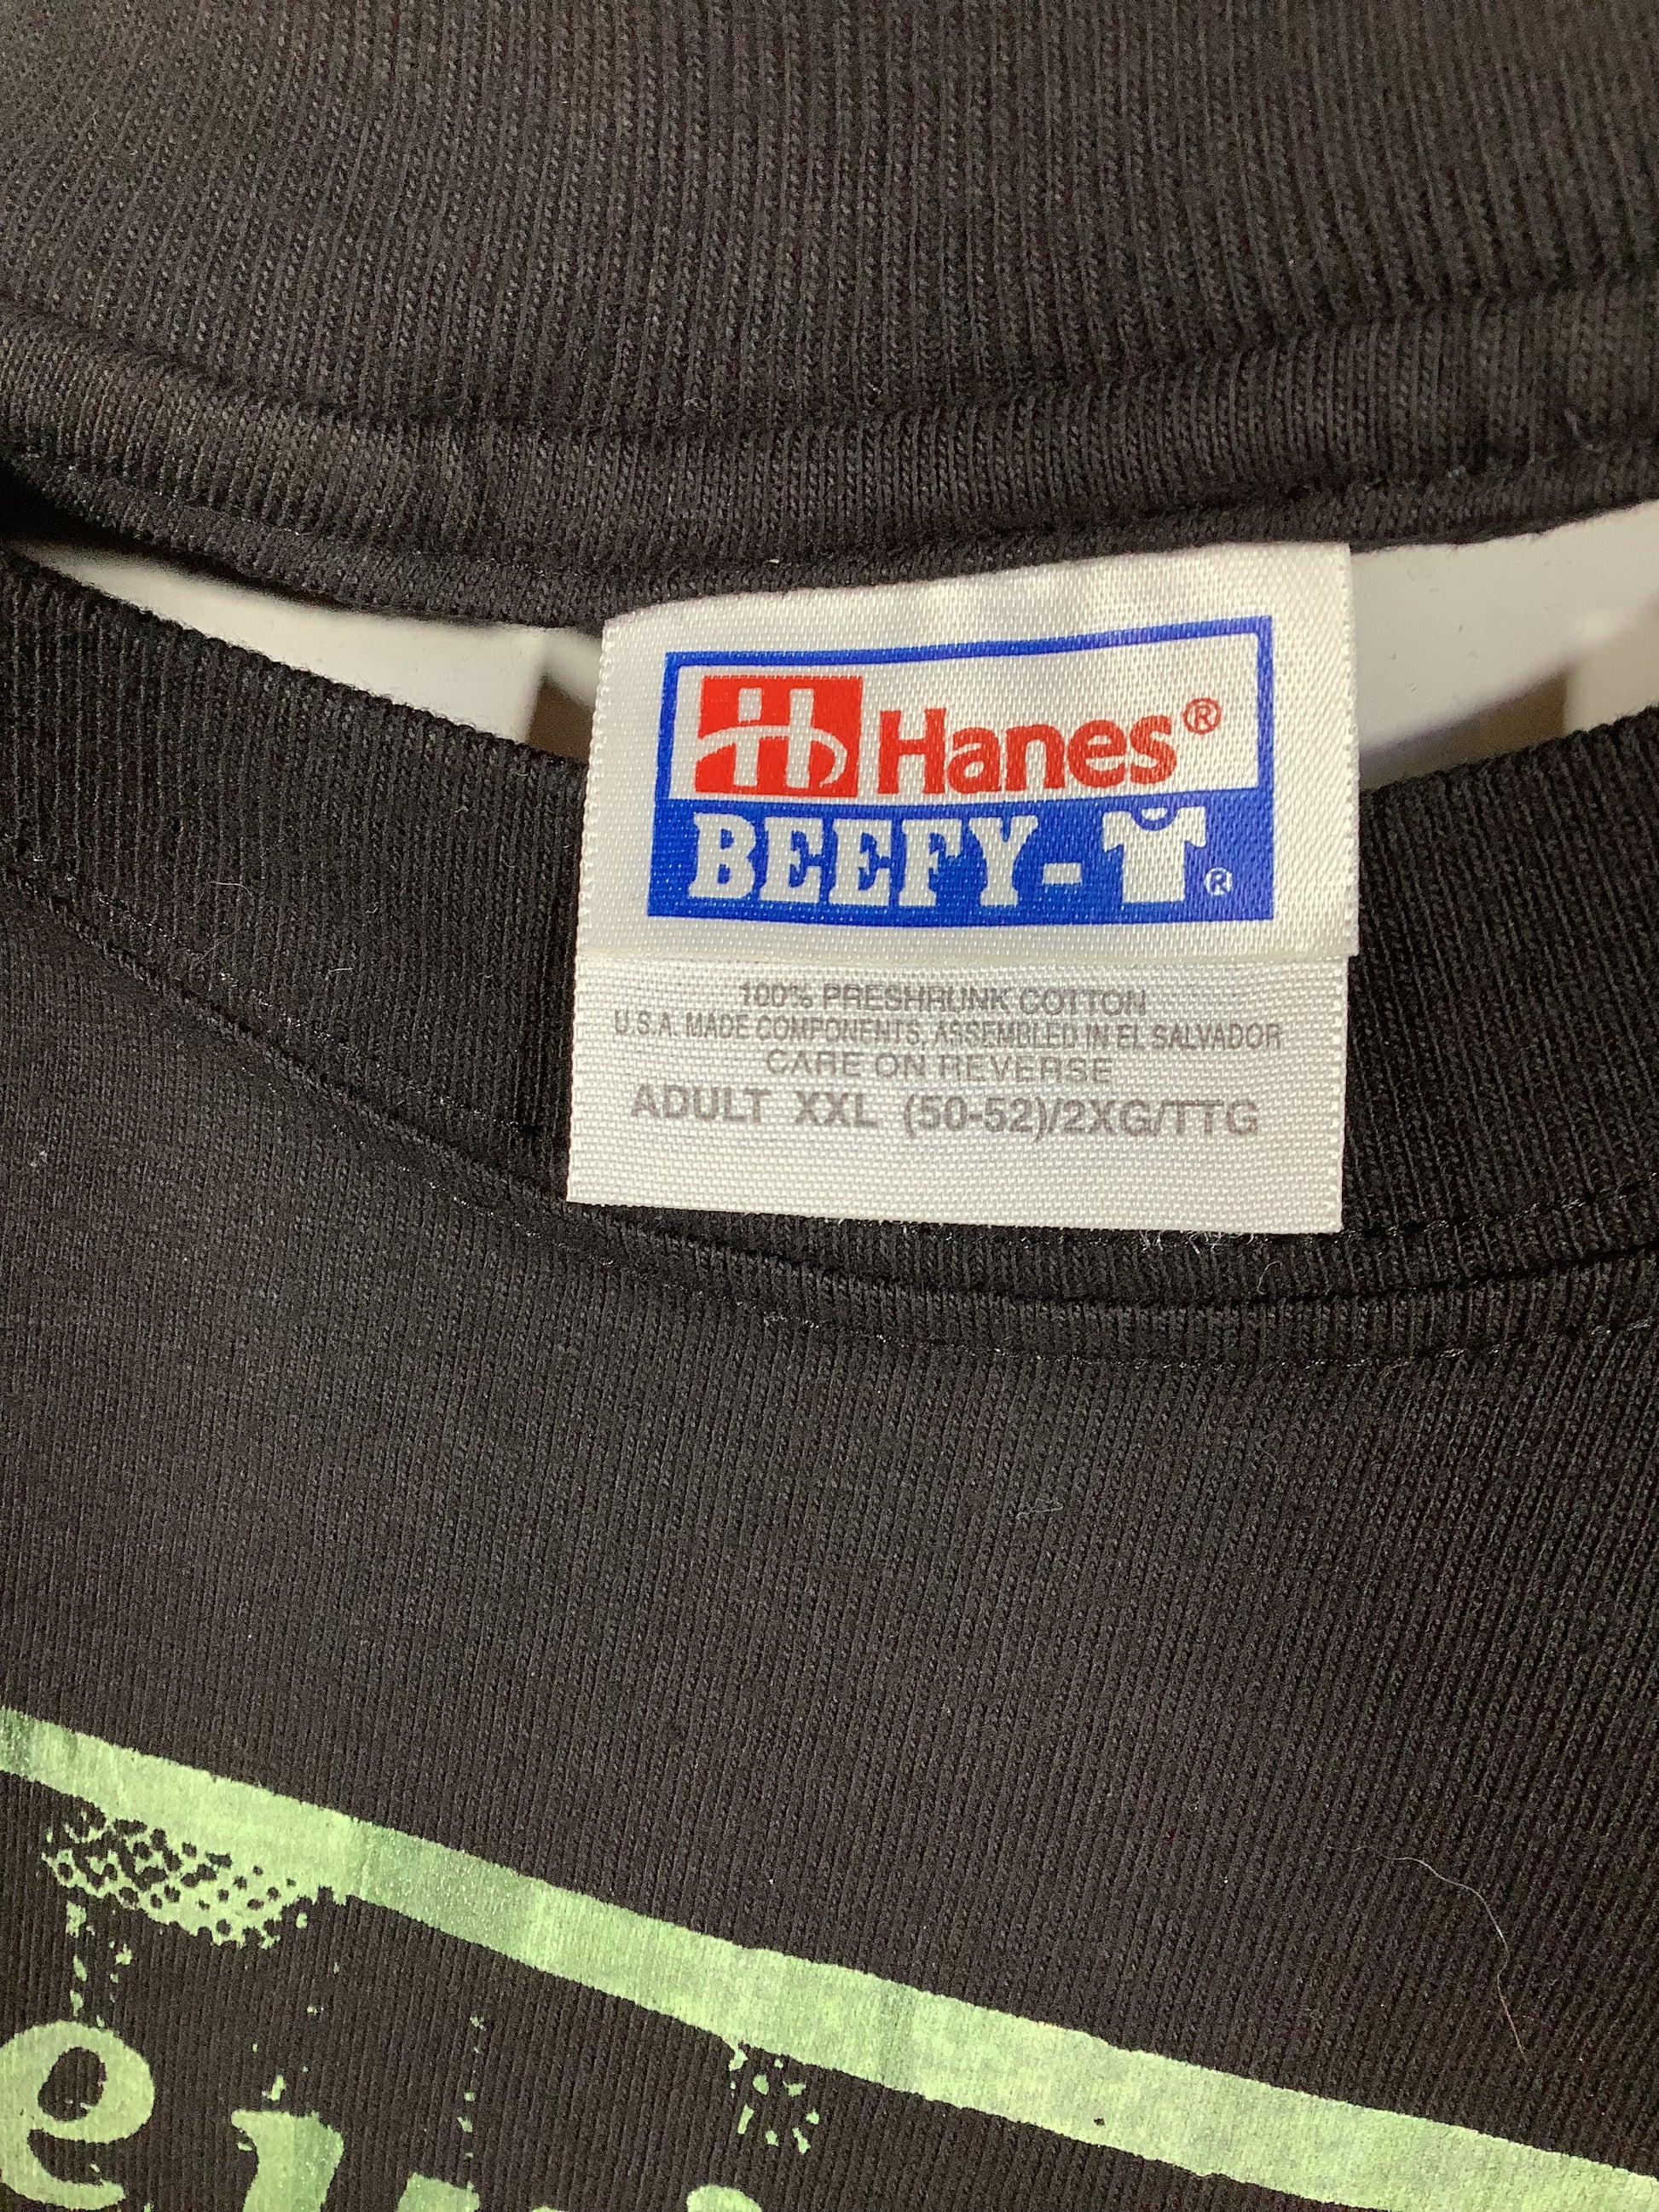 H Hanes®
BEEFY-T®
100% PRESHRUNK COTTON
U.S.A. MADE COMPONENTS, ASSEMBLED IN EL SALVADOR
CARE ON REVERSE
ADULT XXL (50-52)/2XG/TTG